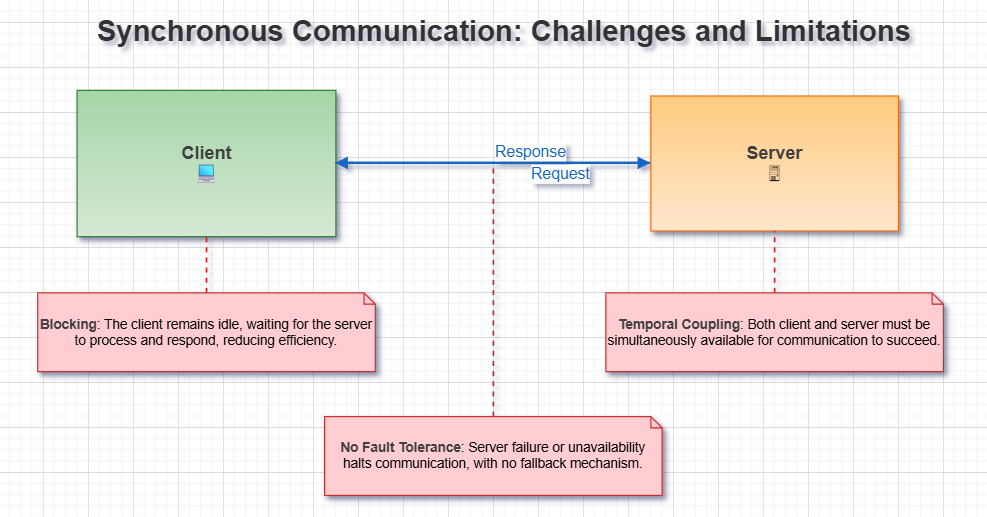 Synchronous Communication: Challenges and Limitations
Client
Response
Request
Server
Blocking: The client remains idle, waiting for the server
to process and respond, reducing efficiency.
Temporal Coupling: Both client and server must be
simultaneously available for communication to succeed.
No Fault Tolerance: Server failure or unavailability
halts communication, with no fallback mechanism.